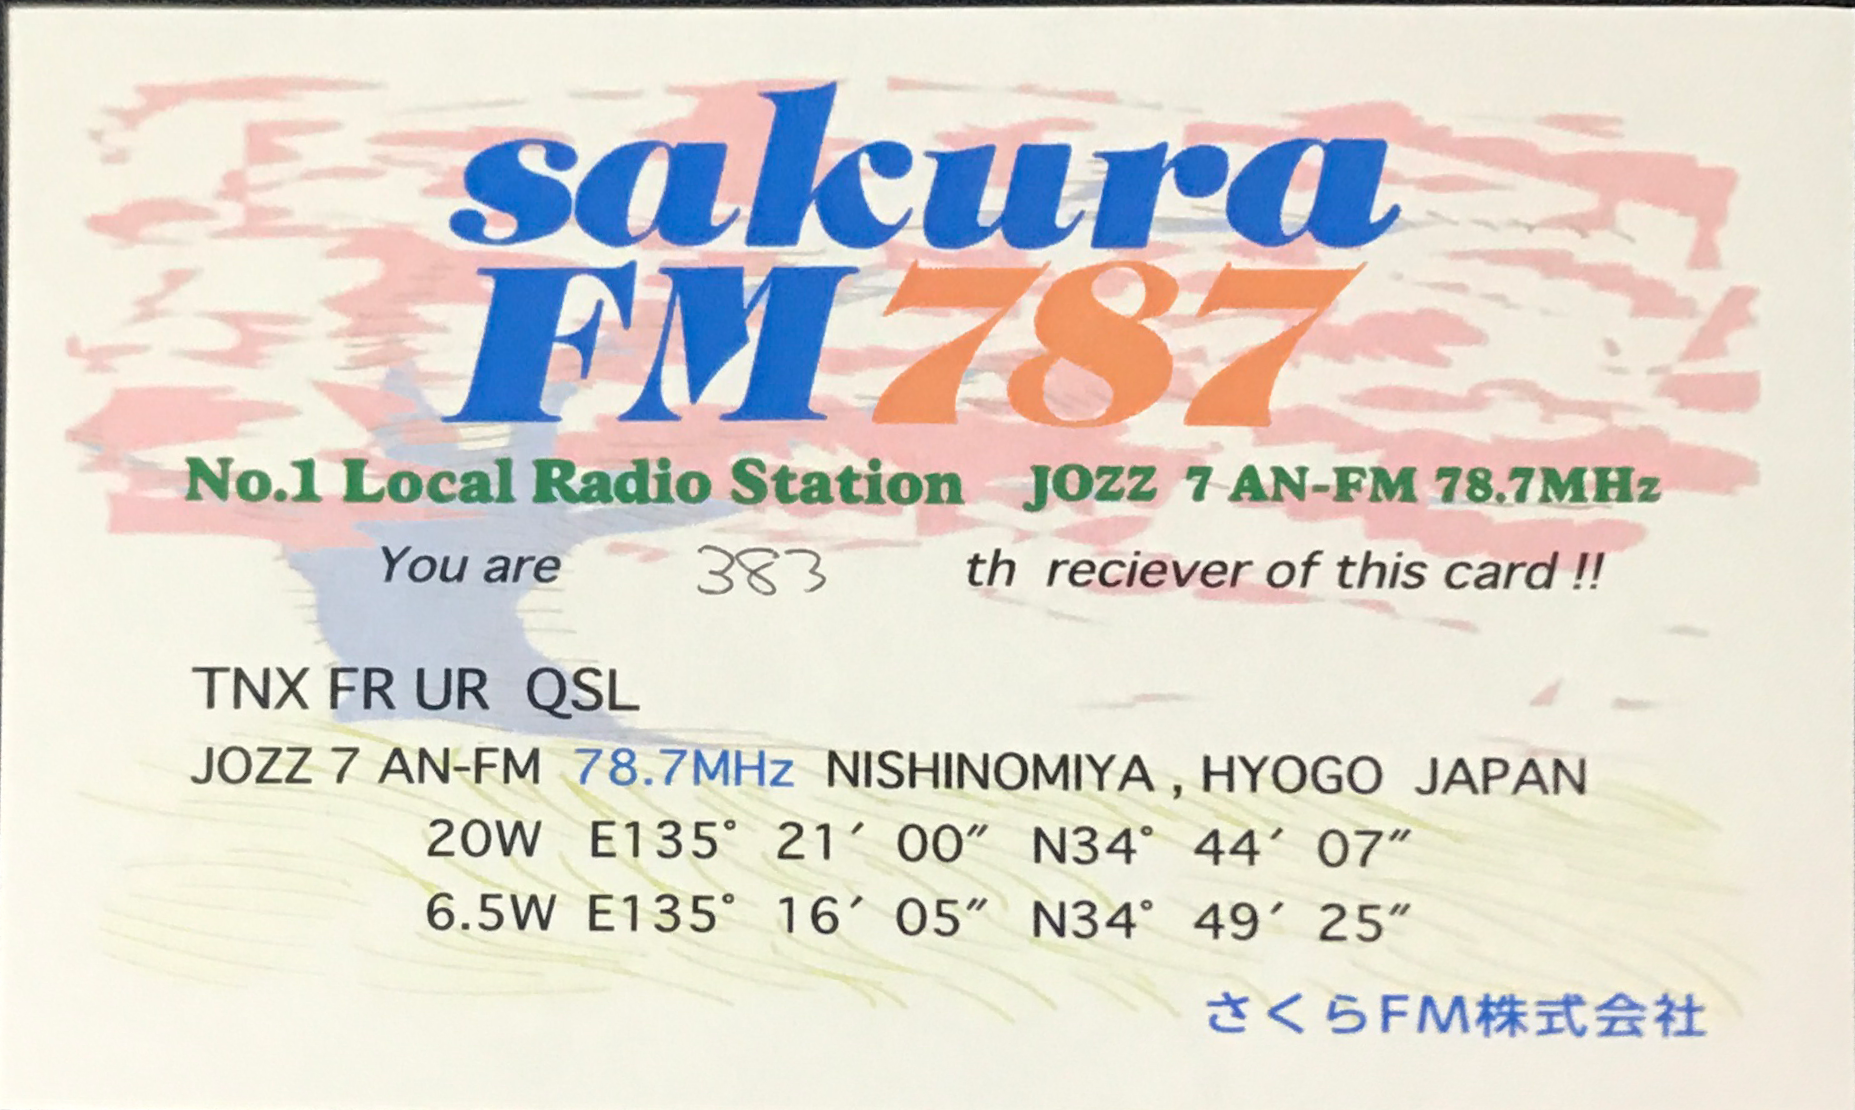 sakura
FM787
No.1 Local Radio Station JOZZ 7 AN-FM 78.7MHz
You are 383 th reciever of this card !!
TNX FR UR QSL
JOZZ 7 AN-FM 78.7MHz NISHINOMIYA , HYOGO JAPAN
20W E135° 21′ 00″ N34° 44′ 07″
6.5W E135° 16′ 05″ N34° 49′ 25″
さくらFM株式会社